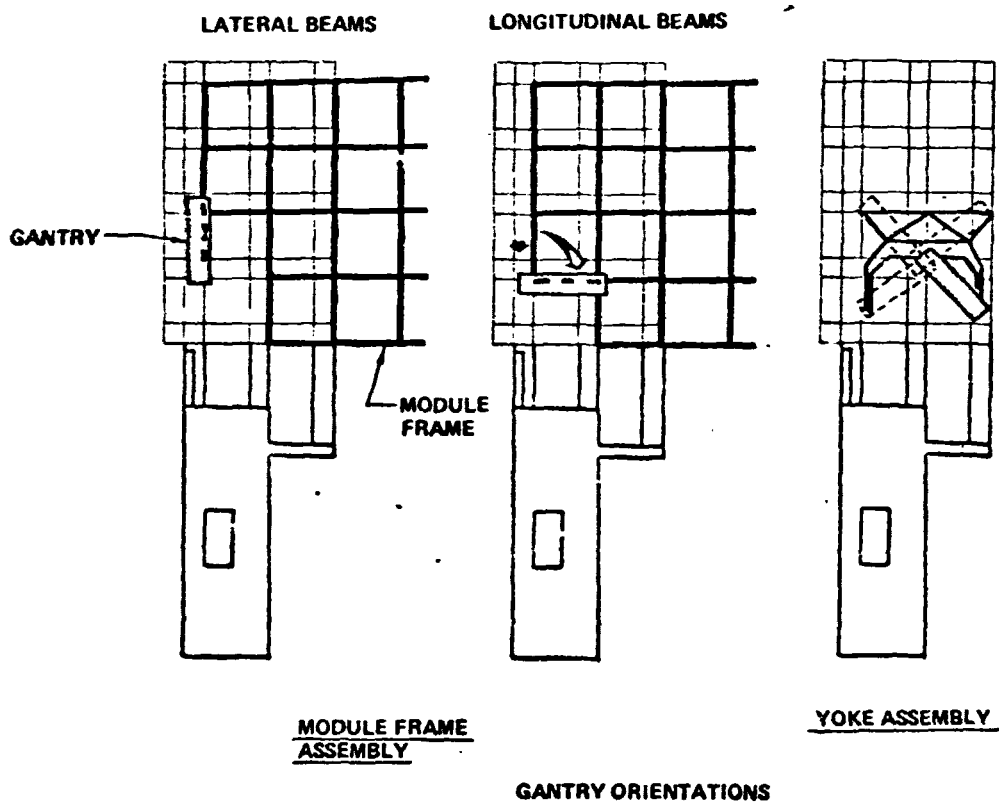 LATERAL BEAMS
LONGITUDINAL BEAMS
GANTRY
MODULE
FRAME
MODULE FRAME
ASSEMBLY
YOKE ASSEMBLY
GANTRY ORIENTATIONS